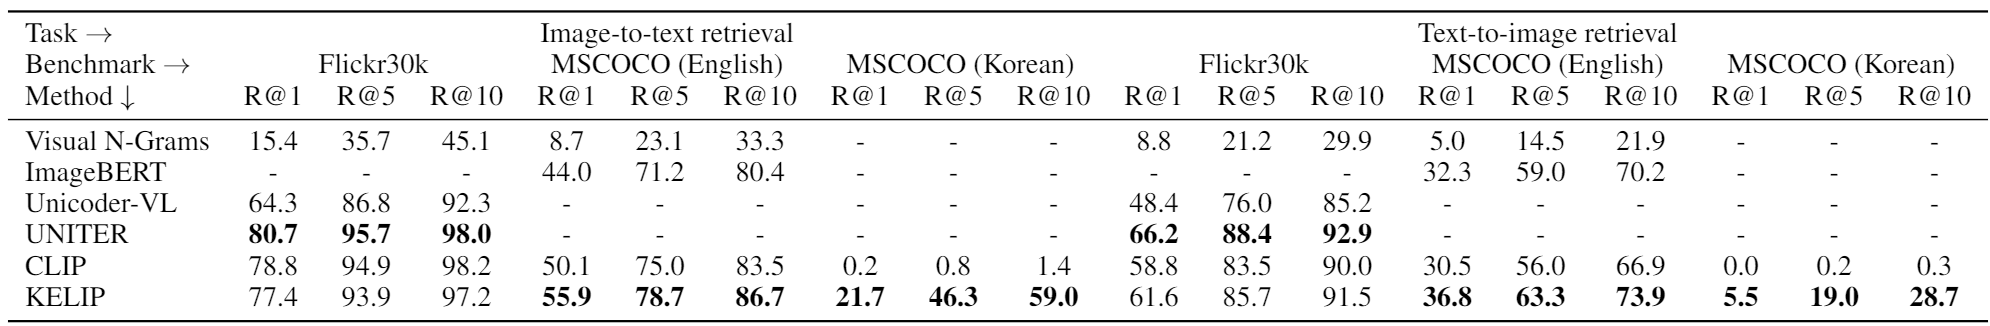 Task → Image-to-text retrieval Text-to-image retrieval
Benchmark → Flickr30k MSCOCO (English) MSCOCO (Korean) Flickr30k MSCOCO (English) MSCOCO (Korean)
Method ↓ R@1 R@5 R@10 R@1 R@5 R@10 R@1 R@5 R@10 R@1 R@5 R@10 R@1 R@5 R@10 R@1 R@5 R@10
Visual N-Grams 15.4 35.7 45.1 8.7 23.1 33.3 - - - 8.8 21.2 29.9 5.0 14.5 21.9 - - -
ImageBERT - - - 44.0 71.2 80.4 - - - - - - 32.3 59.0 70.2 - - -
Unicoder-VL 64.3 86.8 92.3 - - - - - - 48.4 76.0 85.2 - - - - - -
UNITER 80.7 95.7 98.0 - - - - - - 66.2 88.4 92.9 - - - - - -
CLIP 78.8 94.9 98.2 50.1 75.0 83.5 0.2 0.8 1.4 58.8 83.5 90.0 30.5 56.0 66.9 0.0 0.2 0.3
KELIP 77.4 93.9 97.2 55.9 78.7 86.7 21.7 46.3 59.0 61.6 85.7 91.5 36.8 63.3 73.9 5.5 19.0 28.7